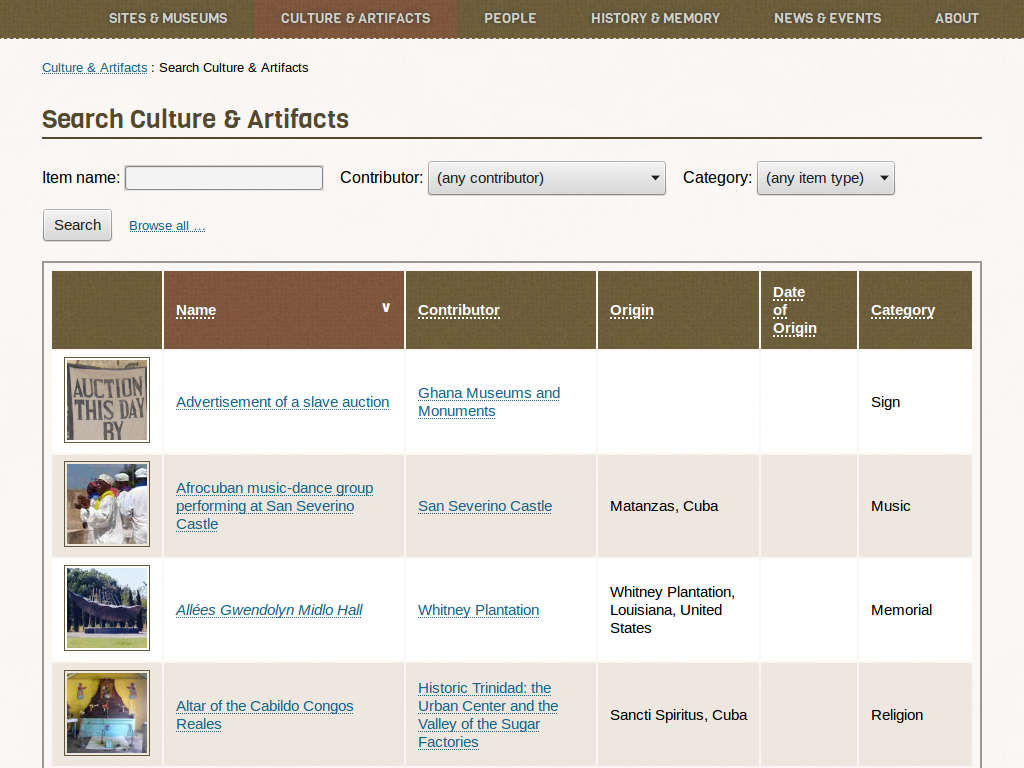 SITES & MUSEUMS CULTURE & ARTIFACTS PEOPLE HISTORY & MEMORY NEWS & EVENTS ABOUT
Culture & Artifacts : Search Culture & Artifacts
Search Culture & Artifacts
Item name: Contributor: (any contributor) Category: (any item type)
Search Browse all ...
Name ∨ Contributor Origin Date of Origin Category
AUCTION
THIS DAY
BY
Advertisement of a slave auction
Ghana Museums and
Monuments
Sign
Afrocuban music-dance group
performing at San Severino
Castle
San Severino Castle
Matanzas, Cuba
Music
Allées Gwendolyn Midlo Hall
Whitney Plantation
Whitney Plantation,
Louisiana, United
States
Memorial
Altar of the Cabildo Congos
Reales
Historic Trinidad: the
Urban Center and the
Valley of the Sugar
Factories
Sancti Spiritus, Cuba
Religion